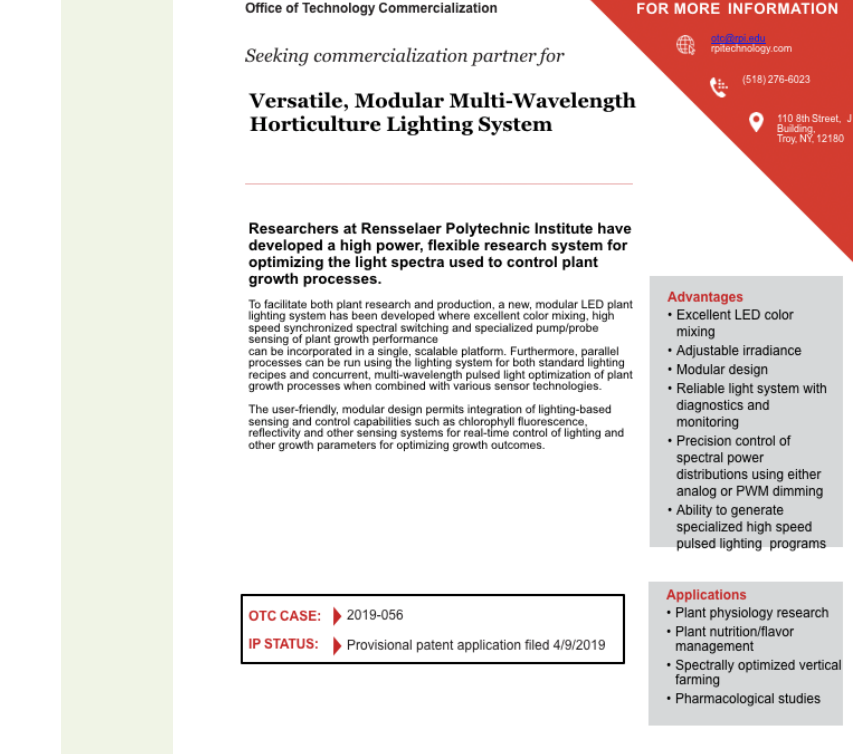 Office of Technology Commercialization
FOR MORE INFORMATION
otc@rpi.edu
rpitechnology.com
(518) 276-6023
110 8th Street, J
Building,
Troy, NY, 12180
Seeking commercialization partner for
Versatile, Modular Multi-Wavelength
Horticulture Lighting System
Researchers at Rensselaer Polytechnic Institute have
developed a high power, flexible research system for
optimizing the light spectra used to control plant
growth processes.
To facilitate both plant research and production, a new, modular LED plant
lighting system has been developed where excellent color mixing, high
speed synchronized spectral switching and specialized pump/probe
sensing of plant growth performance
can be incorporated in a single, scalable platform. Furthermore, parallel
processes can be run using the lighting system for both standard lighting
recipes and concurrent, multi-wavelength pulsed light optimization of plant
growth processes when combined with various sensor technologies.
The user-friendly, modular design permits integration of lighting-based
sensing and control capabilities such as chlorophyll fluorescence,
reflectivity and other sensing systems for real-time control of lighting and
other growth parameters for optimizing growth outcomes.
OTC CASE: 2019-056
IP STATUS: Provisional patent application filed 4/9/2019
Advantages
• Excellent LED color
mixing
• Adjustable irradiance
• Modular design
• Reliable light system with
diagnostics and
monitoring
• Precision control of
spectral power
distributions using either
analog or PWM dimming
• Ability to generate
specialized high speed
pulsed lighting programs
Applications
• Plant physiology research
• Plant nutrition/flavor
management
• Spectrally optimized vertical
farming
• Pharmacological studies